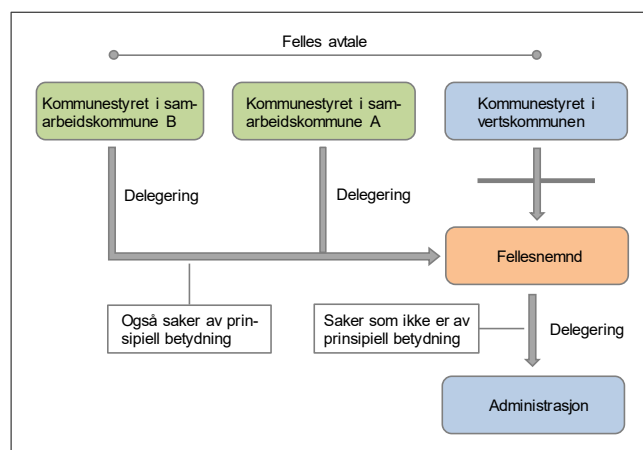 Felles avtale
Kommunestyret i sam-
arbeidskommune B
Kommunestyret i sam-
arbeidskommune A
Kommunestyret i
vertskommunen
Delegering
Delegering
Fellesnemnd
Også saker av prin-
sipiell betydning
Saker som ikke er av
prinsipiell betydning
Delegering
Administrasjon